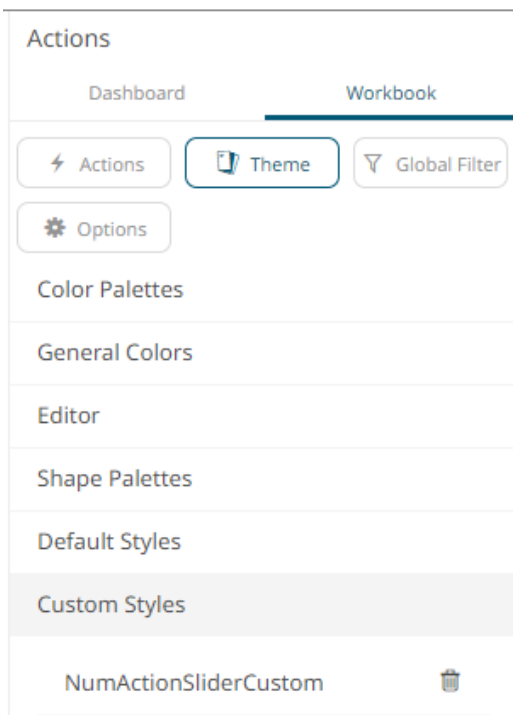 Actions
Dashboard Workbook
Actions Theme Global Filter
Options
Color Palettes
General Colors
Editor
Shape Palettes
Default Styles
Custom Styles
NumActionSliderCustom